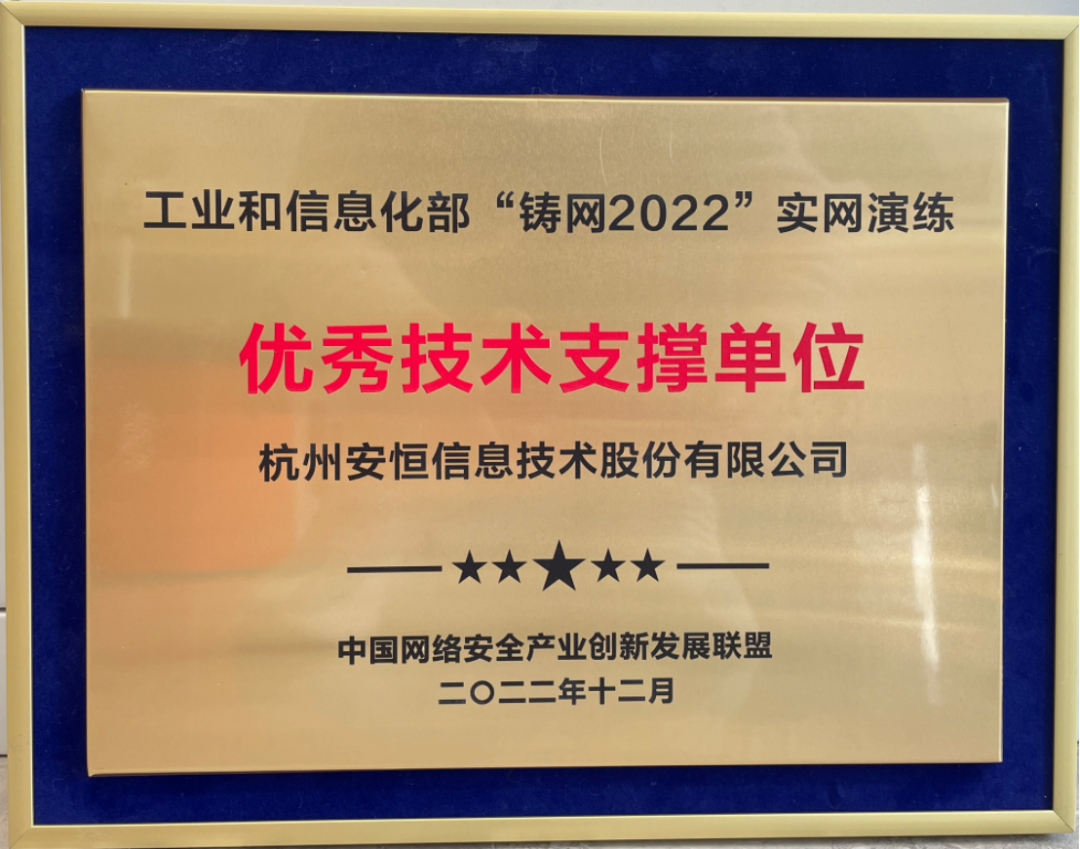 工业和信息化部“铸网2022”实网演练
优秀技术支撑单位
杭州安恒信息技术股份有限公司
中国网络安全产业创新发展联盟
二〇二二年十二月